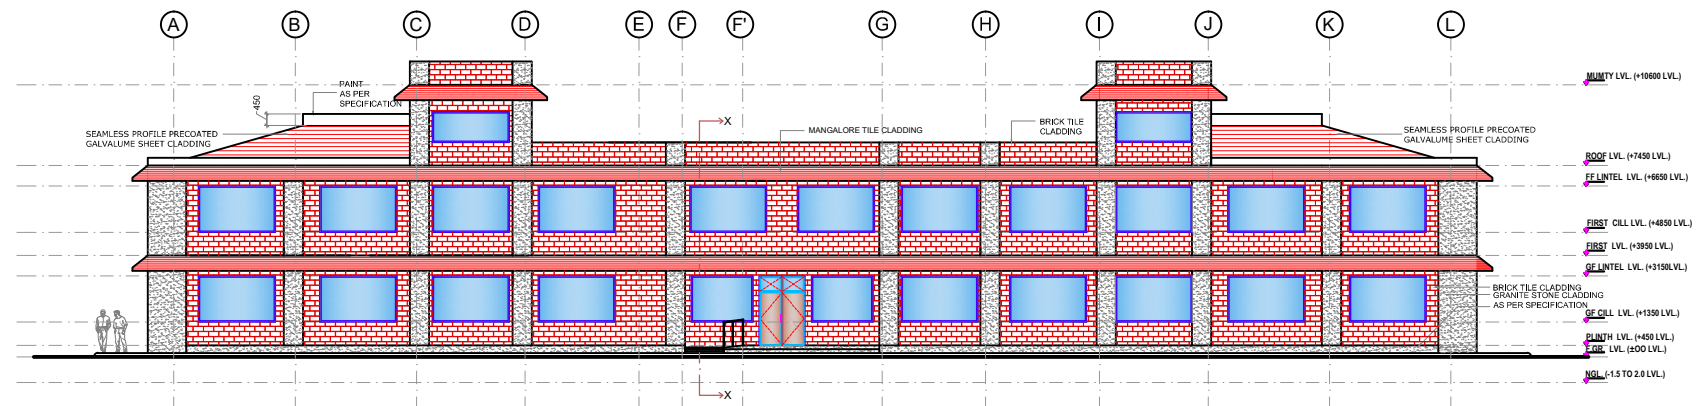 A B C D E F F' G H I J K L
MUMTY LVL. (+10600 LVL.)
PAINT
AS PER
SPECIFICATION
450
X
BRICK TILE
CLADDING
MANGALORE TILE CLADDING
SEAMLESS PROFILE PRECOATED
GALVALUME SHEET CLADDING
SEAMLESS PROFILE PRECOATED
GALVALUME SHEET CLADDING
ROOF LVL. (+7450 LVL.)
FF LINTEL LVL. (+6650 LVL.)
FIRST CILL LVL. (+4850 LVL.)
FIRST LVL. (+3950 LVL.)
GF LINTEL LVL. (+3150LVL.)
BRICK TILE CLADDING
GRANITE STONE CLADDING
AS PER SPECIFICATION
GF CILL LVL. (+1350 LVL.)
PLINTH LVL. (+450 LVL.)
F.GR. LVL. (±OO LVL.)
NGL. (-1.5 TO 2.0 LVL.)
X